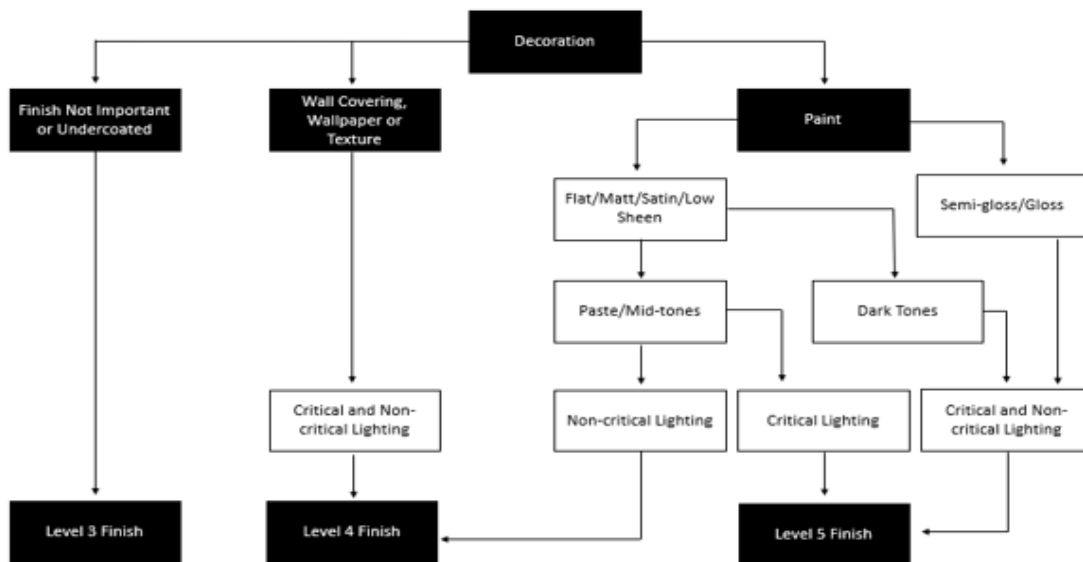 Decoration
Finish Not Important
or Undercoated
Wall Covering,
Wallpaper or
Texture
Paint
Flat/Matt/Satin/Low
Sheen
Semi-gloss/Gloss
Paste/Mid-tones
Dark Tones
Critical and Non-
critical Lighting
Non-critical Lighting
Critical Lighting
Critical and Non-
critical Lighting
Level 3 Finish
Level 4 Finish
Level 5 Finish